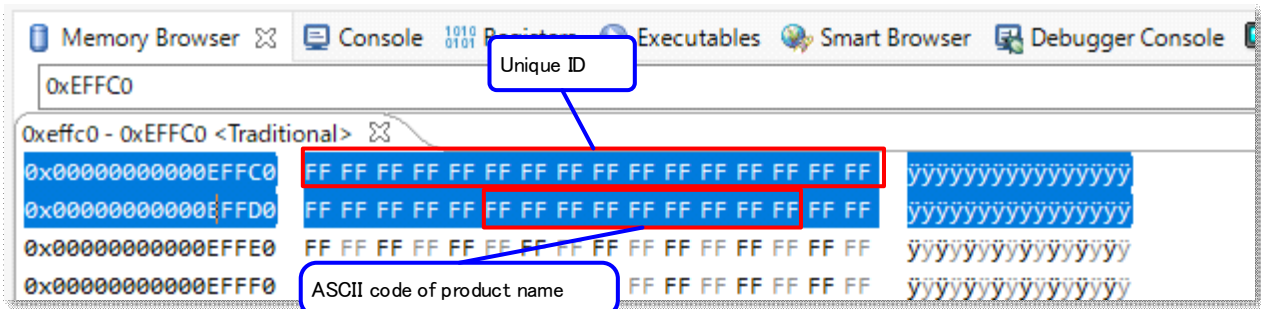 Memory Browser Console 1010 0101 Registers Executables Smart Browser Debugger Console
Unique ID
0xEFFC0
0xeffc0 - 0xEFFC0 <Traditional>
0x00000000000EFFC0 FF FF FF FF FF FF FF FF FF FF FF FF FF FF FF FF ÿÿÿÿÿÿÿÿÿÿÿÿÿÿÿÿ
0x00000000000EFFD0 FF FF FF FF FF FF FF FF FF FF FF FF FF FF FF FF ÿÿÿÿÿÿÿÿÿÿÿÿÿÿÿÿ
0x00000000000EFFE0 FF FF FF FF FF FF FF FF FF FF FF FF FF FF FF FF ÿÿÿÿÿÿÿÿÿÿÿÿÿÿÿÿ
0x00000000000EFFF0 FF FF FF FF FF FF FF ÿÿÿÿÿÿÿÿÿÿÿÿÿÿÿÿ
ASCII code of product name